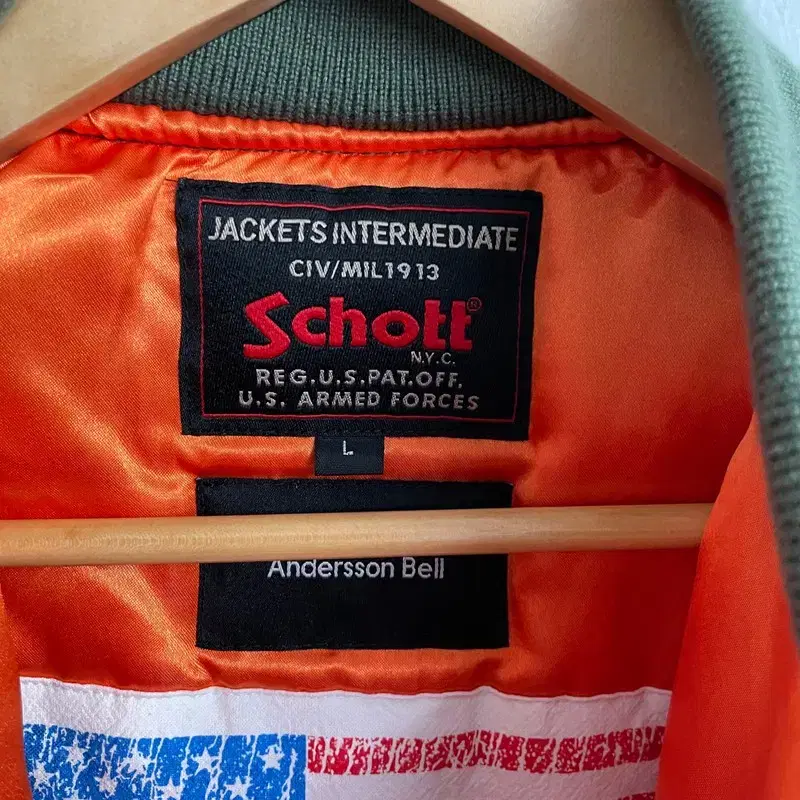 JACKETS INTERMEDIATE
CIV/MIL1913
Schott®
N.Y.C.
REG.U.S.PAT.OFF.
U.S. ARMED FORCES
L
Andersson Bell